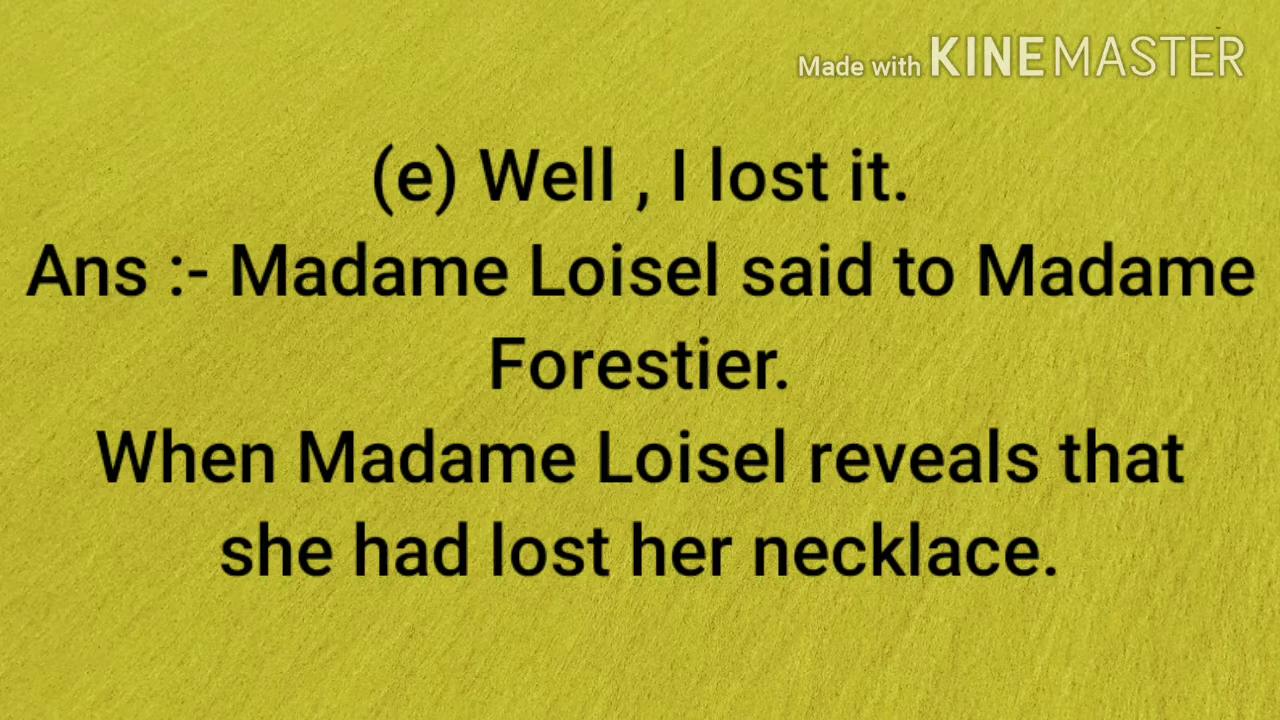 Made with KINEMASTER
(e) Well , I lost it.
Ans :- Madame Loisel said to Madame
Forestier.
When Madame Loisel reveals that
she had lost her necklace.